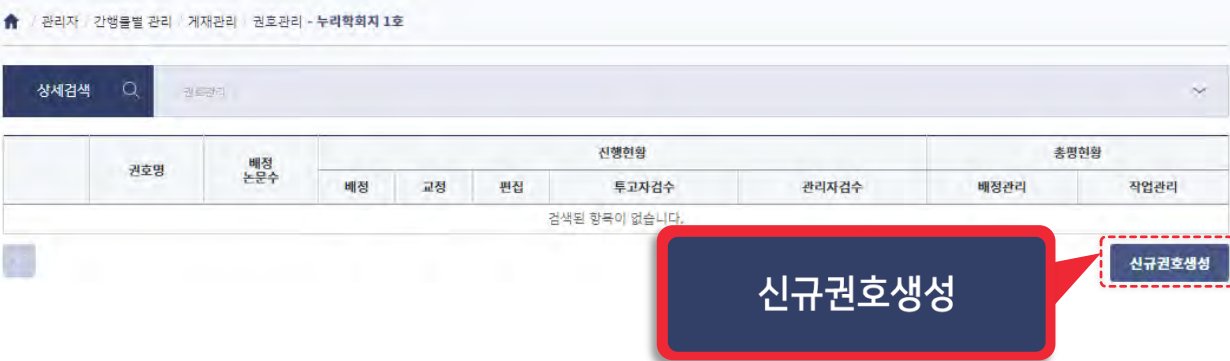 관리자 / 간행물별 관리 / 게재관리 / 권호관리 - 누리학회지 1호
상세검색 권호관리
권호명 배정 논문수 진행현황 총평현황
배정 교정 편집 투고자검수 관리자검수 배정관리 작업관리
검색된 항목이 없습니다.
신규권호생성
신규권호생성